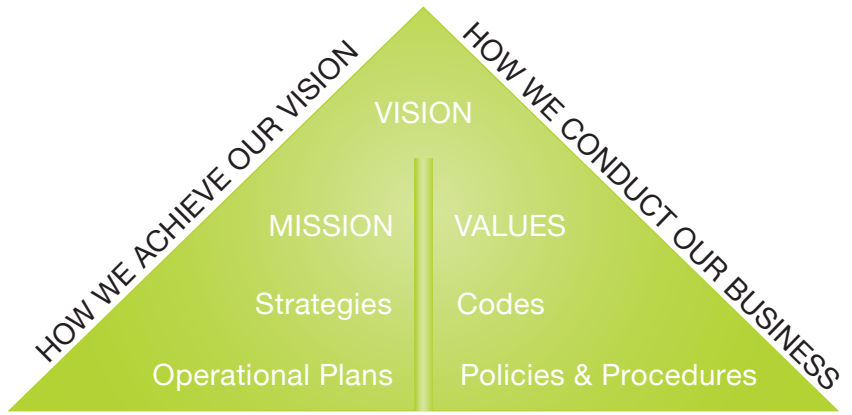 HOW WE ACHIEVE OUR VISION
HOW WE CONDUCT OUR BUSINESS
VISION
MISSION
VALUES
Strategies
Codes
Operational Plans
Policies & Procedures